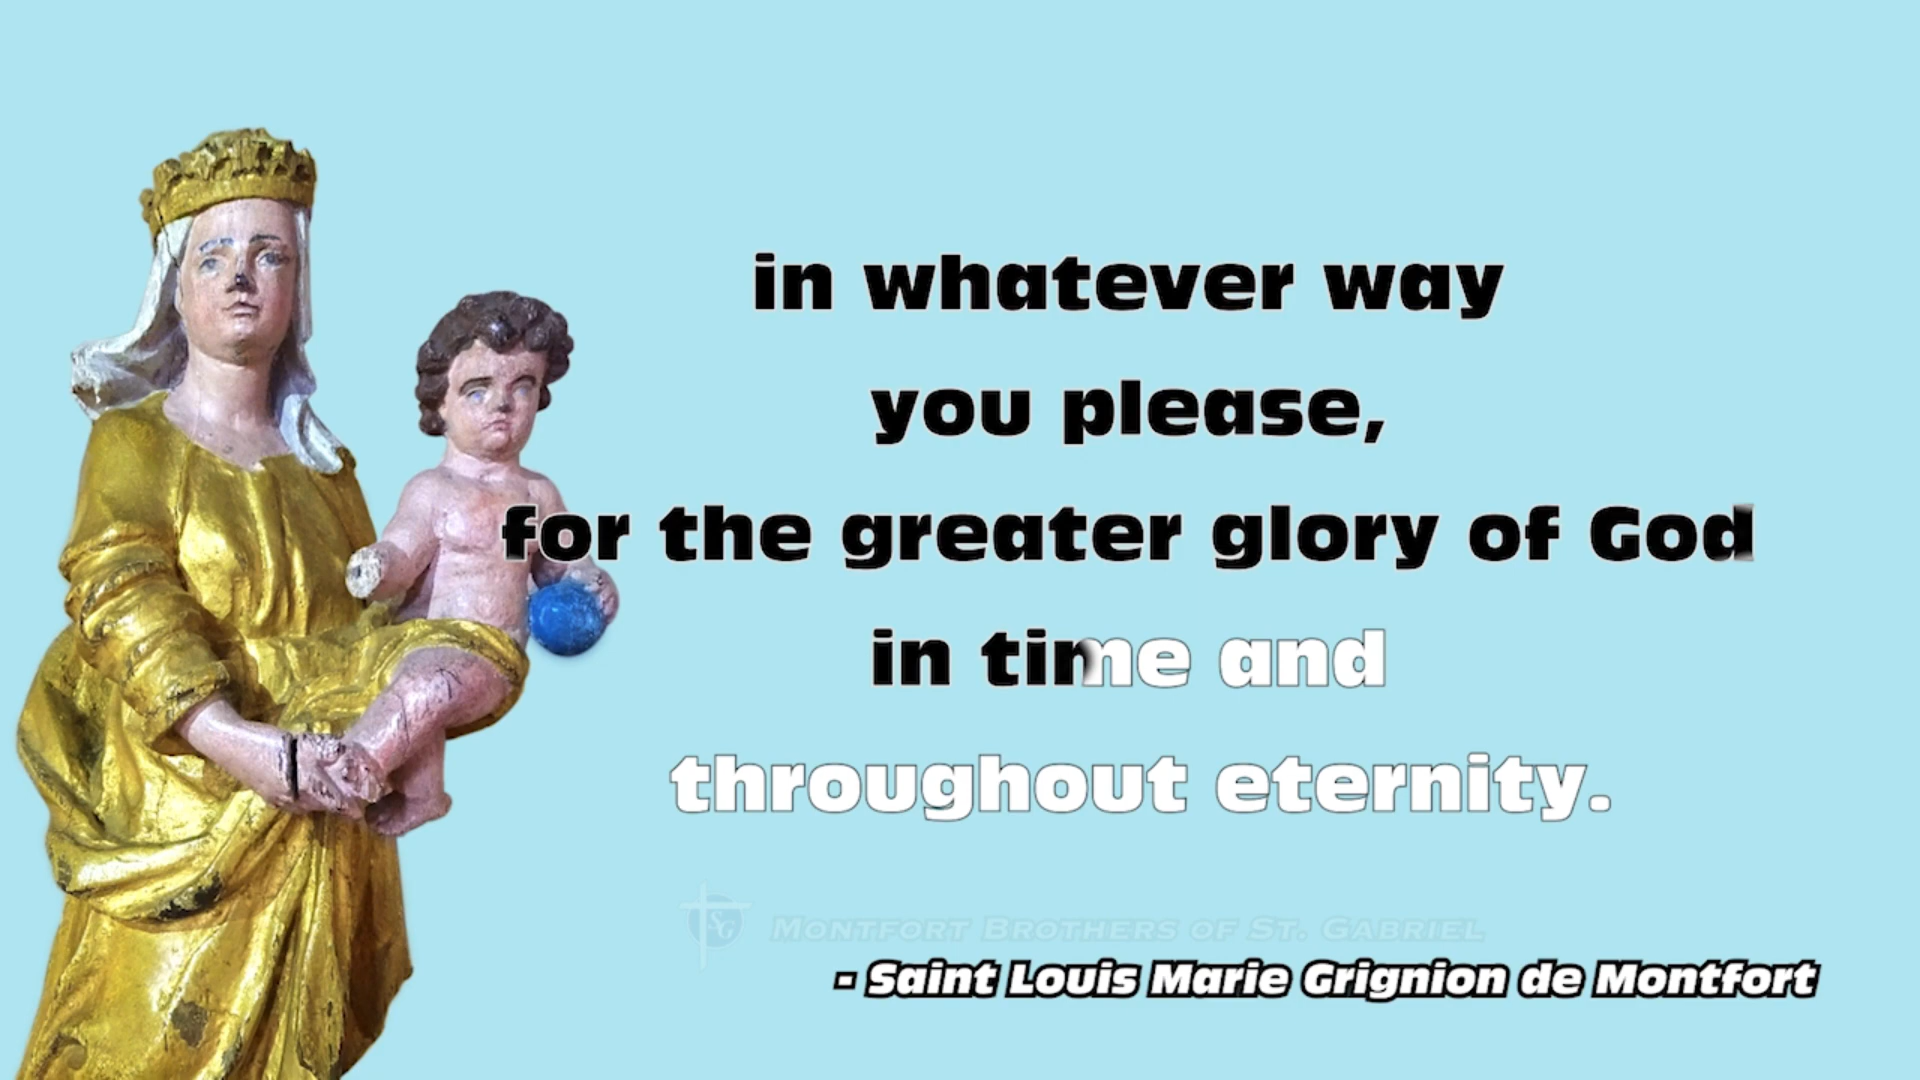 in whatever way
you please,
for the greater glory of God
in time and
throughout eternity.
SG
MONTFORT BROTHERS OF ST. GABRIEL
- Saint Louis Marie Grignion de Montfort